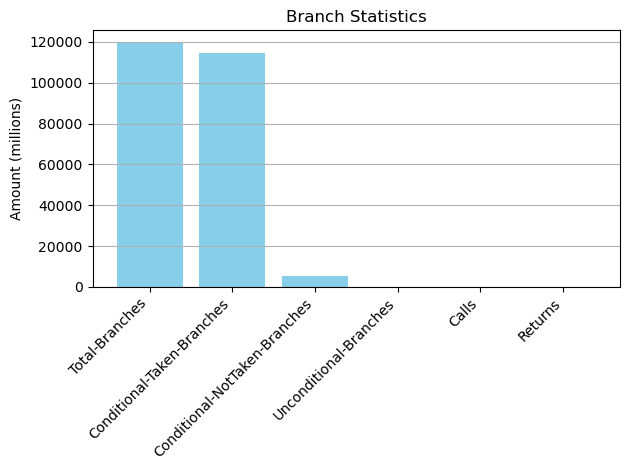 Branch Statistics
Amount (millions)
120000
100000
80000
60000
40000
20000
0
Total-Branches
Conditional-Taken-Branches
Conditional-NotTaken-Branches
Unconditional-Branches
Calls
Returns